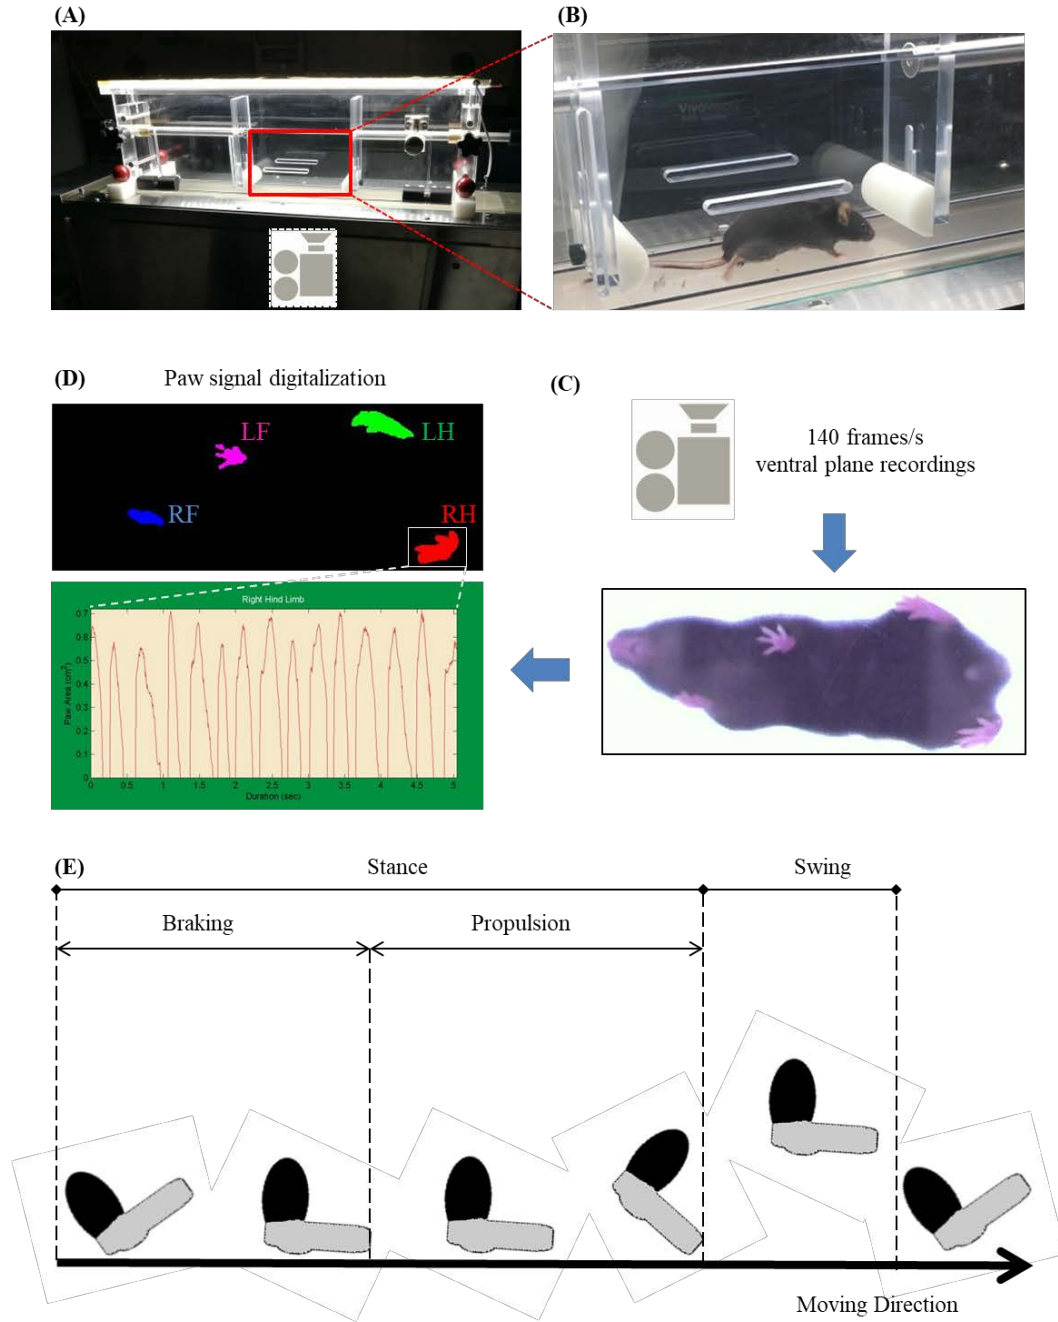 (A)
(B)
(D)
Paw signal digitalization
LF
LH
RF
RH
Right Hind Limb
Paw Area (cm²)
0.7
0.6
0.5
0.4
0.3
0.2
0.1
0
0 0.5 1 1.5 2 2.5 3 3.5 4 4.5 5
Duration (sec)
(C)
140 frames/s
ventral plane recordings
(E)
Stance
Swing
Braking
Propulsion
Moving Direction